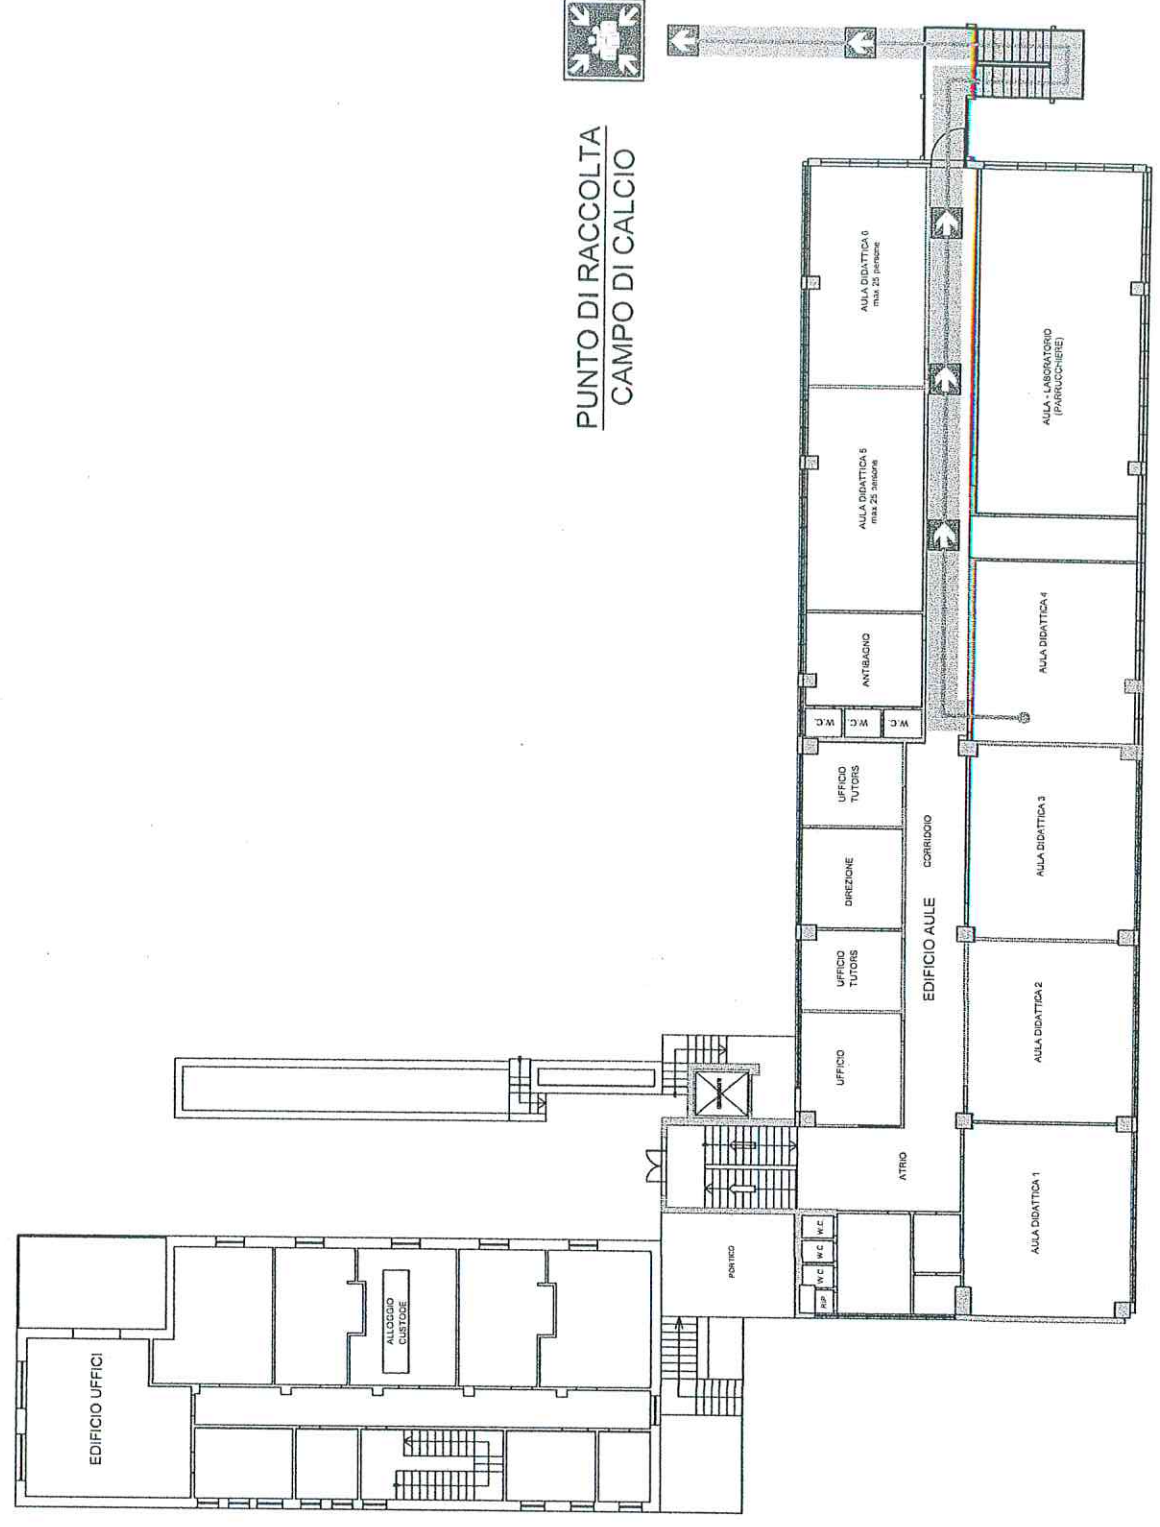 PUNTO DI RACCOLTA
CAMPO DI CALCIO
EDIFICIO UFFICI
ALLOGGIO
CUSTODE
PORTICO
RIP
W.C
W.C
W.C
ATRIO
UFFICIO
UFFICIO
TUTORS
DIREZIONE
UFFICIO
TUTORS
W.C.
W.C.
W.C.
ANTIBAGNO
AULA DIDATTICA 5
max 25 persone
AULA DIDATTICA 6
max 25 persone
EDIFICIO AULE
CORRIDOIO
AULA DIDATTICA 1
AULA DIDATTICA 2
AULA DIDATTICA 3
AULA DIDATTICA 4
AULA - LABORATORIO
(PARRUCCHIERE)